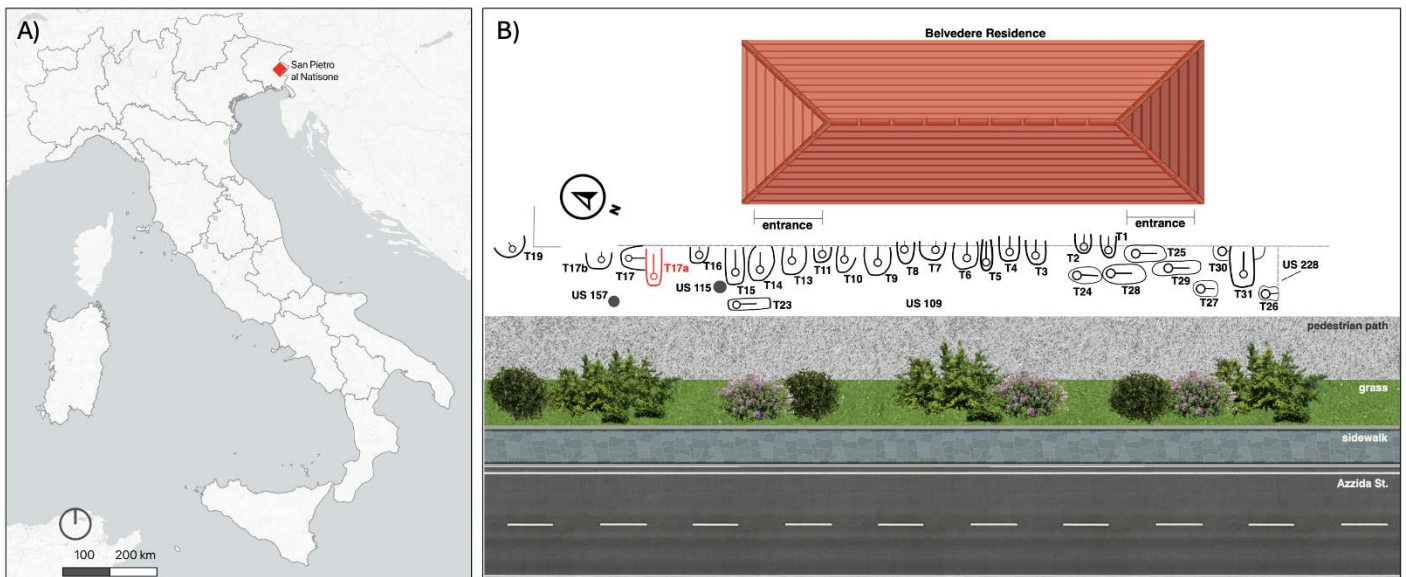 A)
San Pietro
al Natisone
100 200 km
B)
Belvedere Residence
N
entrance
entrance
T19
T17b
T17
T17a
T16
US 115
US 157
T15
T14
T23
T13
T11
T10
T9
T8
T7
US 109
T6
T5
T4
T3
T2
T1
T24
T28
T25
T29
T27
T30
T31
T26
US 228
pedestrian path
grass
sidewalk
Azzida St.